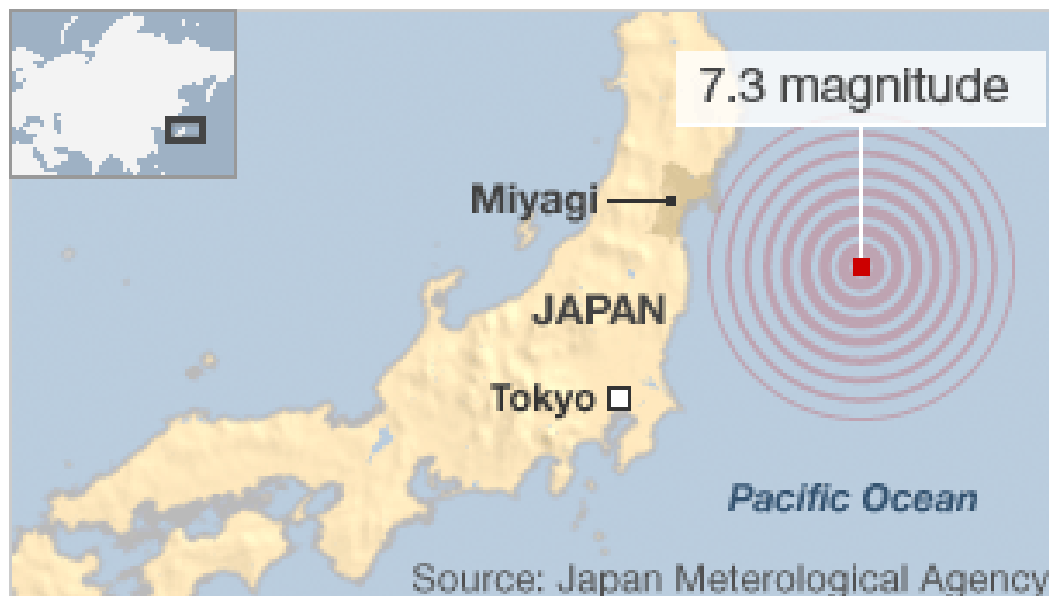 7.3 magnitude
Miyagi
JAPAN
Tokyo
Pacific Ocean
Source: Japan Meterological Agency